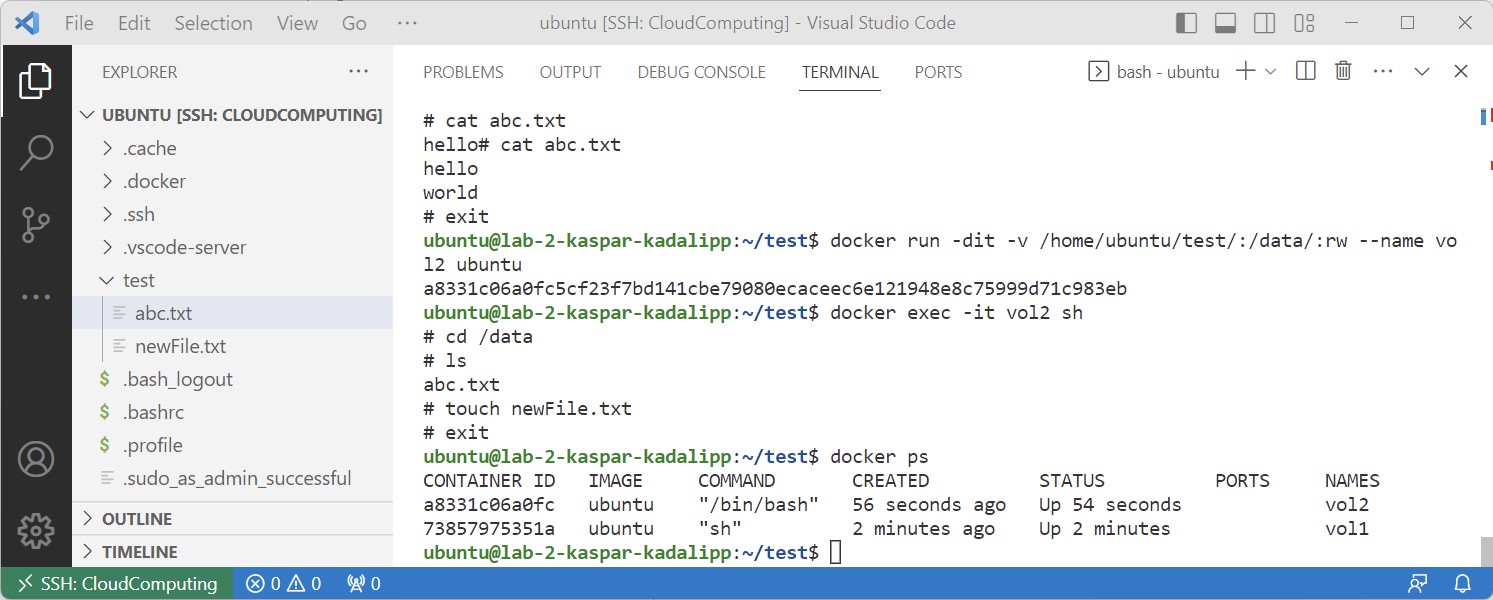 File Edit Selection View Go ··· ubuntu [SSH: CloudComputing] - Visual Studio Code
EXPLORER ···
UBUNTU [SSH: CLOUDCOMPUTING]
.cache
.docker
.ssh
.vscode-server
test
abc.txt
newFile.txt
$ .bash_logout
$ .bashrc
$ .profile
.sudo_as_admin_successful
OUTLINE
TIMELINE
PROBLEMS OUTPUT DEBUG CONSOLE TERMINAL PORTS bash - ubuntu
# cat abc.txt
hello# cat abc.txt
hello
world
# exit
ubuntu@lab-2-kaspar-kadalipp:~/test$ docker run -dit -v /home/ubuntu/test/:/data/:rw --name vo
l2 ubuntu
a8331c06a0fc5cf23f7bd141cbe79080ecaceec6e121948e8c75999d71c983eb
ubuntu@lab-2-kaspar-kadalipp:~/test$ docker exec -it vol2 sh
# cd /data
# ls
abc.txt
# touch newFile.txt
# exit
ubuntu@lab-2-kaspar-kadalipp:~/test$ docker ps
CONTAINER ID IMAGE COMMAND CREATED STATUS PORTS NAMES
a8331c06a0fc ubuntu "/bin/bash" 56 seconds ago Up 54 seconds vol2
73857975351a ubuntu "sh" 2 minutes ago Up 2 minutes vol1
ubuntu@lab-2-kaspar-kadalipp:~/test$
SSH: CloudComputing 0 0 0